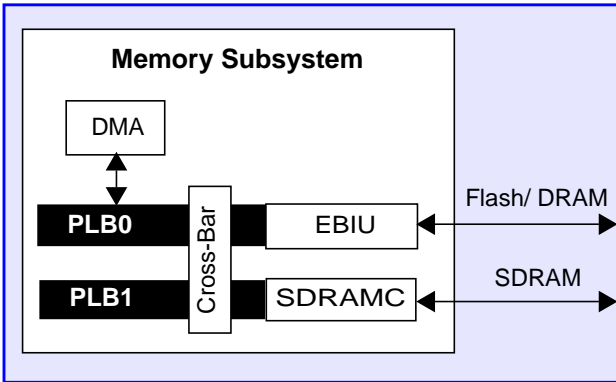 Memory Subsystem
DMA
Flash/ DRAM
PLB0
Cross-Bar
EBIU
SDRAM
PLB1
SDRAMC